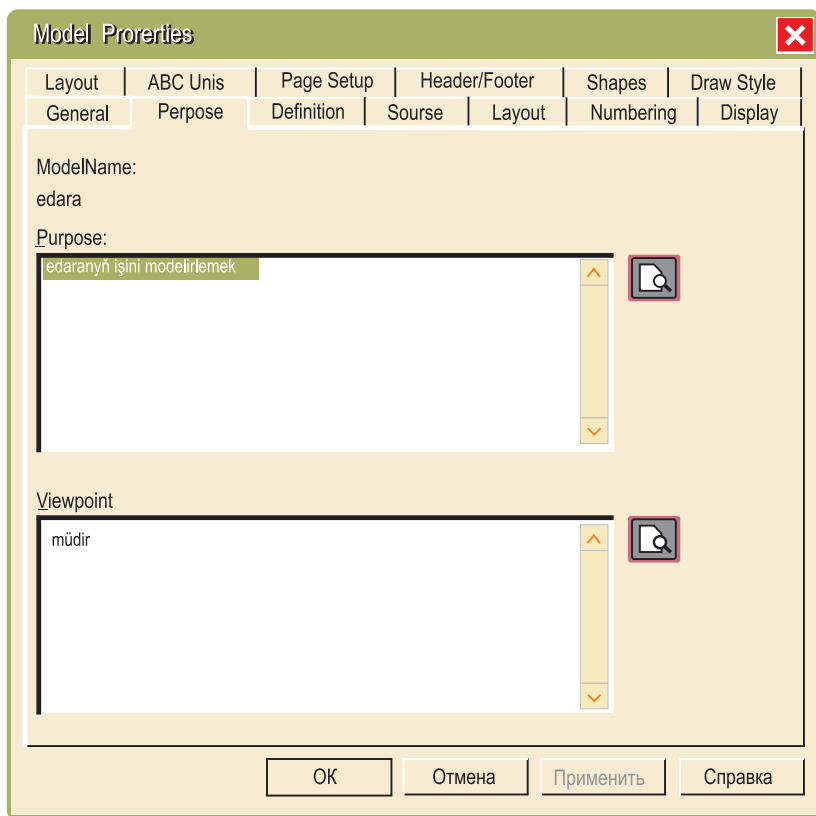 Model Prorerties
Layout ABC Unis Page Setup Header/Footer Shapes Draw Style
General Perpose Definition Sourse Layout Numbering Display
ModelName:
edara
Purpose:
edaranyň işini modelirlemek
Viewpoint
müdir
OK Отмена Применить Справка